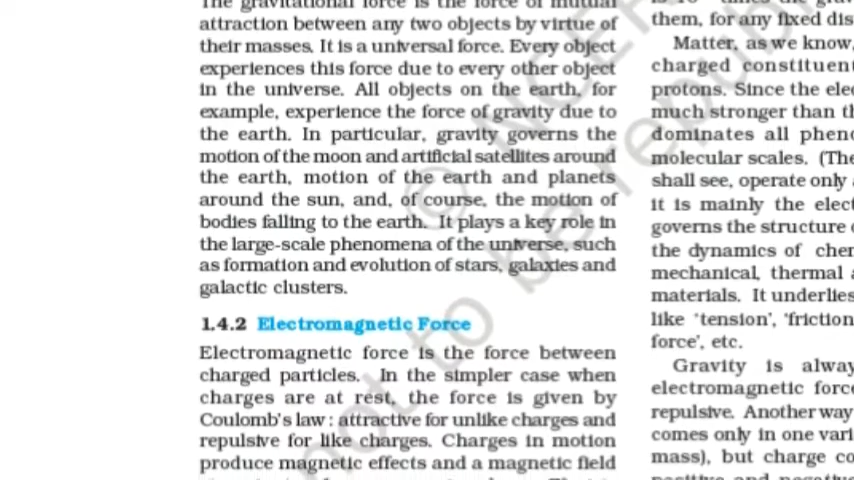 The gravitational force is the force of mutual
attraction between any two objects by virtue of
their masses. It is a universal force. Every object
experiences this force due to every other object
in the universe. All objects on the earth, for
example, experience the force of gravity due to
the earth. In particular, gravity governs the
motion of the moon and artificial satellites around
the earth, motion of the earth and planets
around the sun, and, of course, the motion of
bodies falling to the earth. It plays a key role in
the large-scale phenomena of the universe, such
as formation and evolution of stars, galaxies and
galactic clusters.
1.4.2 Electromagnetic Force
Electromagnetic force is the force between
charged particles. In the simpler case when
charges are at rest, the force is given by
Coulomb's law : attractive for unlike charges and
repulsive for like charges. Charges in motion
produce magnetic effects and a magnetic field
them, for any fixed dis
Matter, as we know,
charged constituent
protons. Since the elec
much stronger than th
dominates all pheno
molecular scales. (The
shall see, operate only
it is mainly the elect
governs the structure
the dynamics of chem
mechanical, thermal
materials. It underlies
like 'tension', 'friction
force', etc.
Gravity is alway
electromagnetic force
repulsive. Another way
comes only in one vari
mass), but charge co
not to be republ